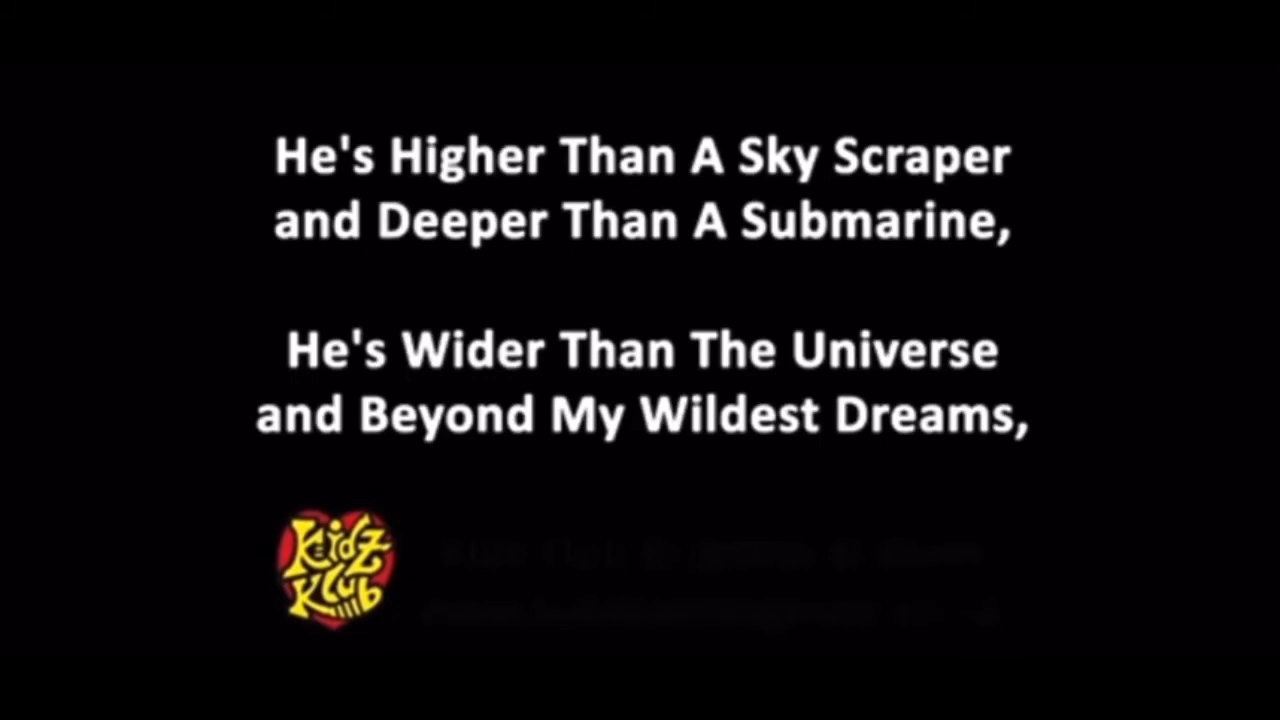 He's Higher Than A Sky Scraper
and Deeper Than A Submarine,
He's Wider Than The Universe
and Beyond My Wildest Dreams,
Kidz
Klub